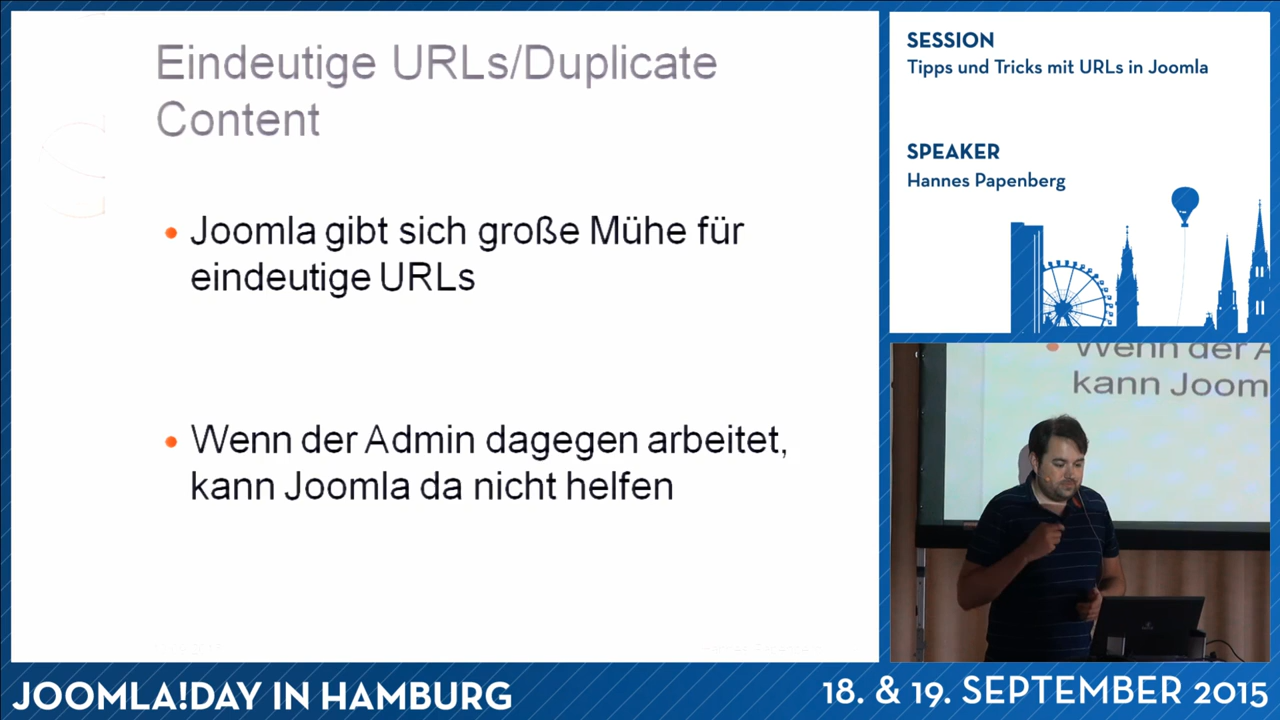 Eindeutige URLs/Duplicate
Content
Joomla gibt sich große Mühe für
eindeutige URLs
Wenn der Admin dagegen arbeitet,
kann Joomla da nicht helfen
SESSION
Tipps und Tricks mit URLs in Joomla
SPEAKER
Hannes Papenberg
Wenn der A
kann Joom
JOOMLA!DAY IN HAMBURG
18. & 19. SEPTEMBER 2015